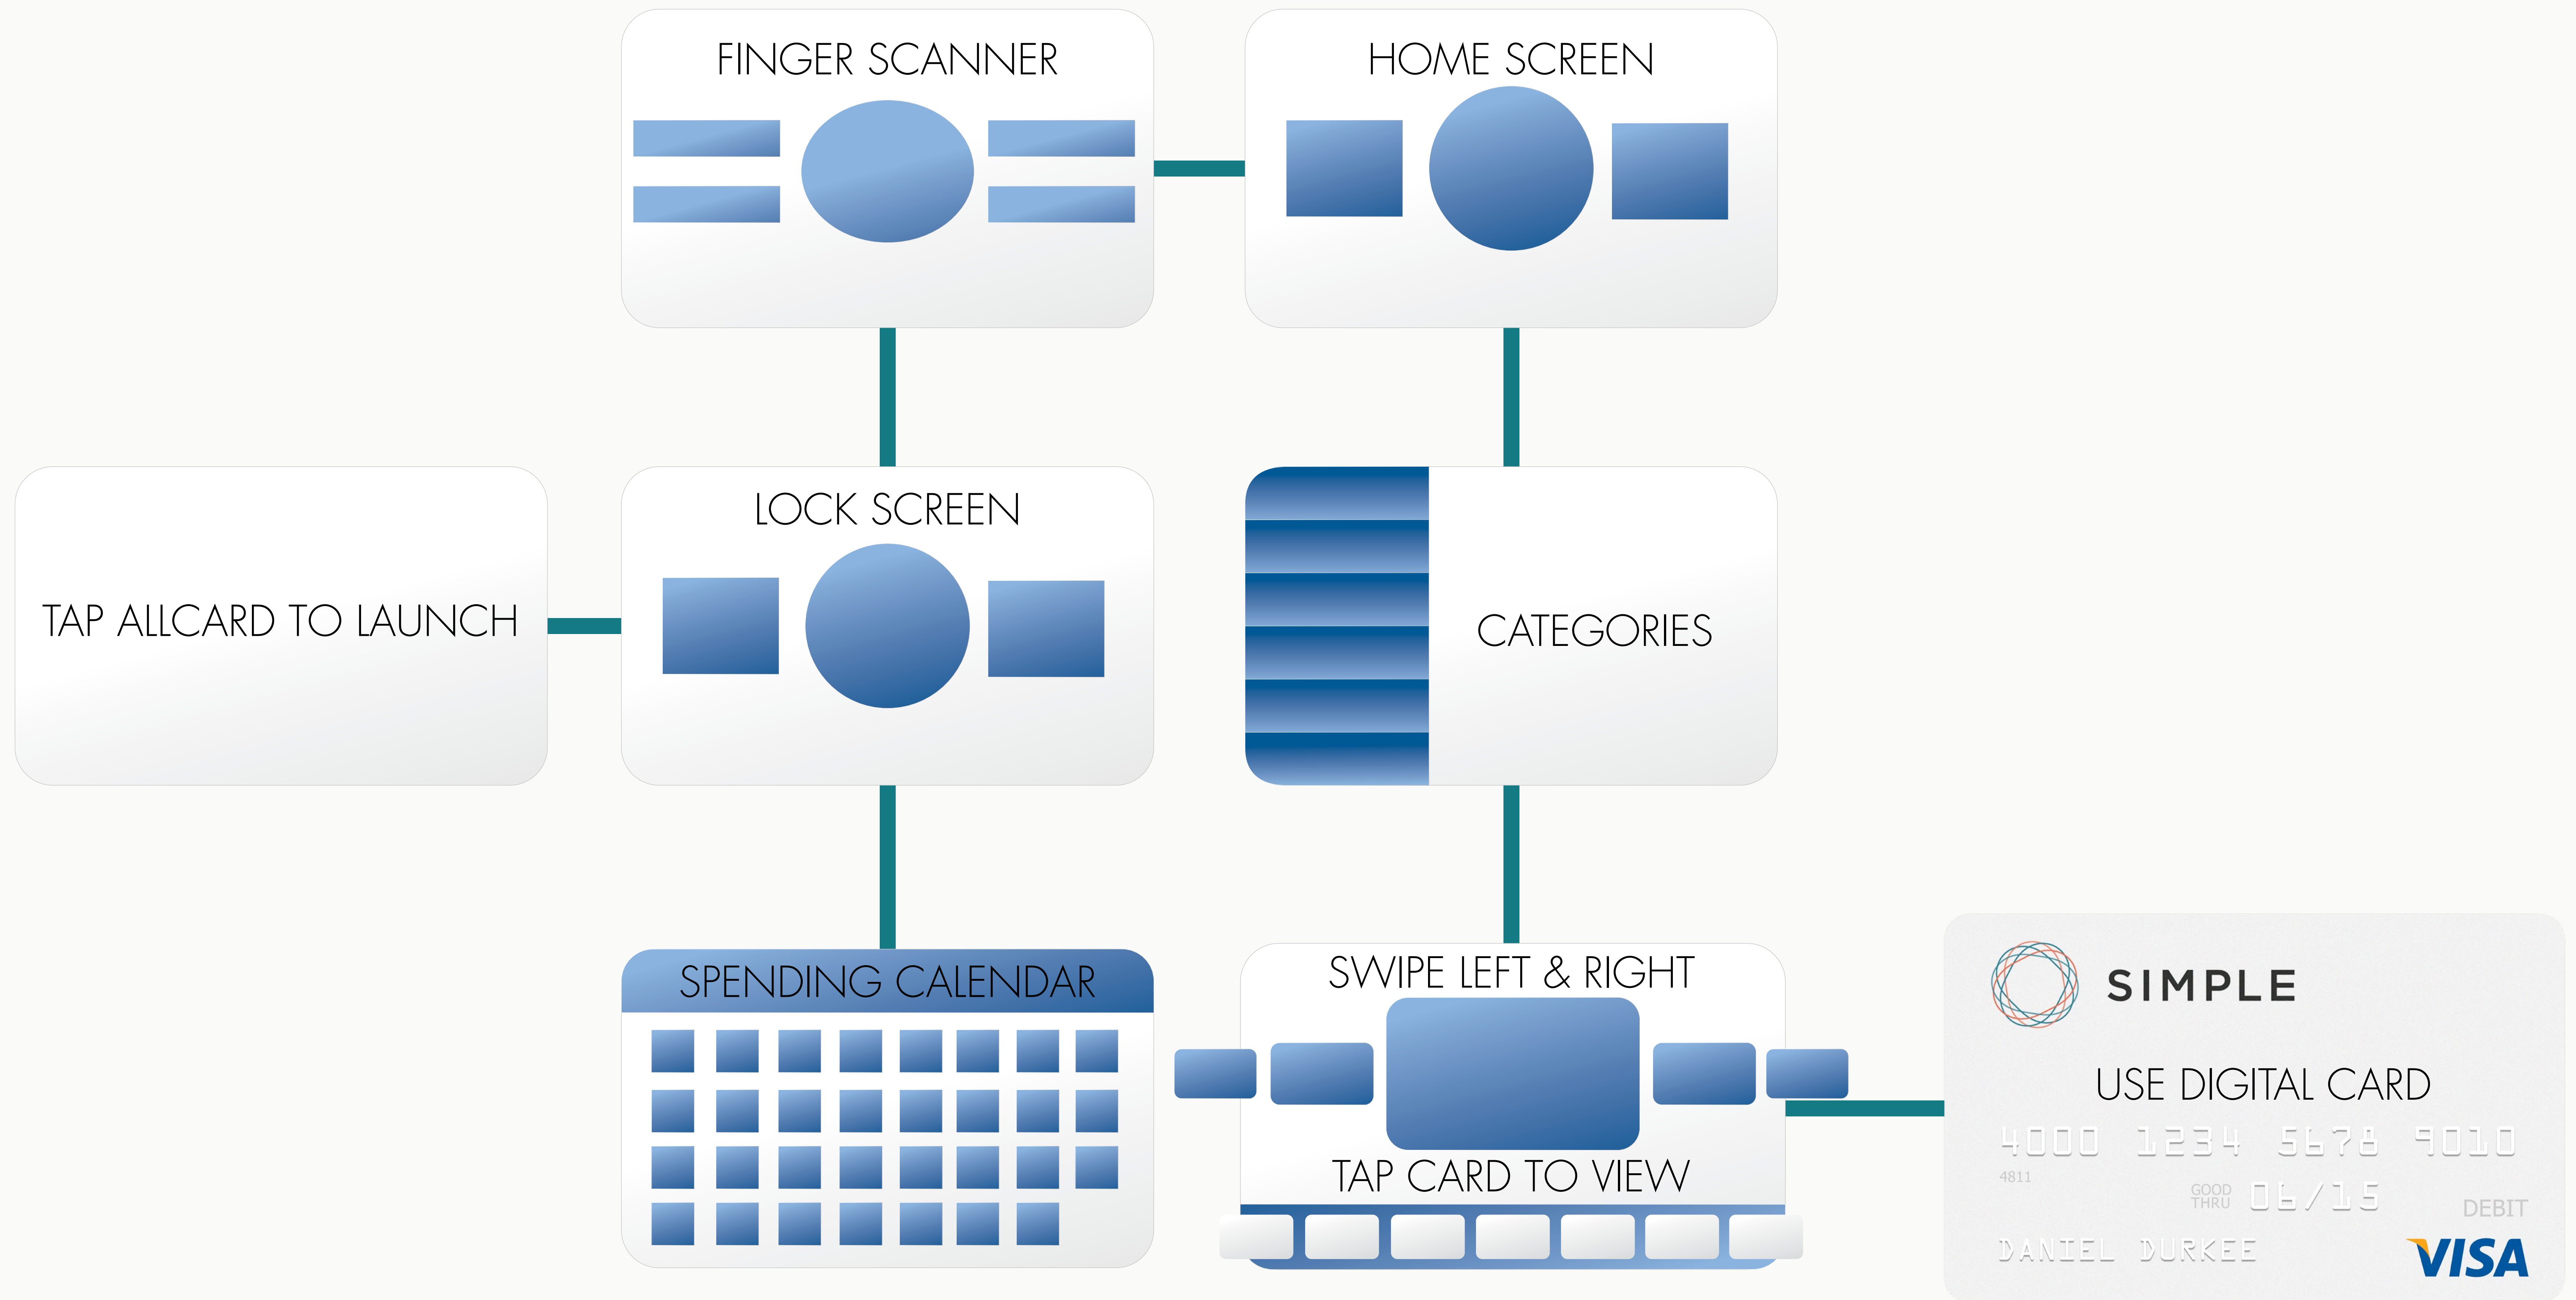 FINGER SCANNER
HOME SCREEN
TAP ALLCARD TO LAUNCH
LOCK SCREEN
CATEGORIES
SPENDING CALENDAR
SWIPE LEFT & RIGHT
TAP CARD TO VIEW
SIMPLE
USE DIGITAL CARD
4000 1234 5678 9010
4811
GOOD
THRU
06/15
DEBIT
DANIEL DURKEE
VISA